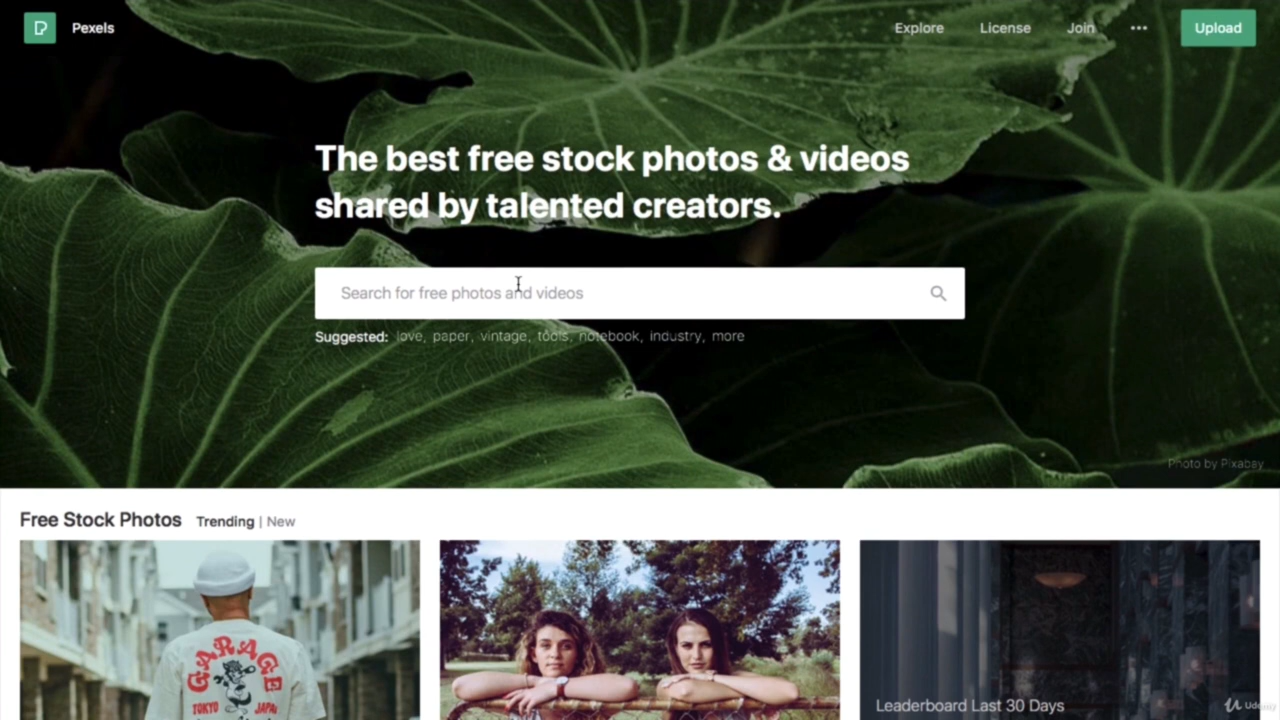 Pexels
Explore License Join ••• Upload
The best free stock photos & videos
shared by talented creators.
Search for free photos and videos
Suggested: love, paper, vintage, tools, notebook, industry, more
Photo by Pixabay
Free Stock Photos Trending | New
GARAGE
TOKYO JAPAN
Leaderboard Last 30 Days
Udemy